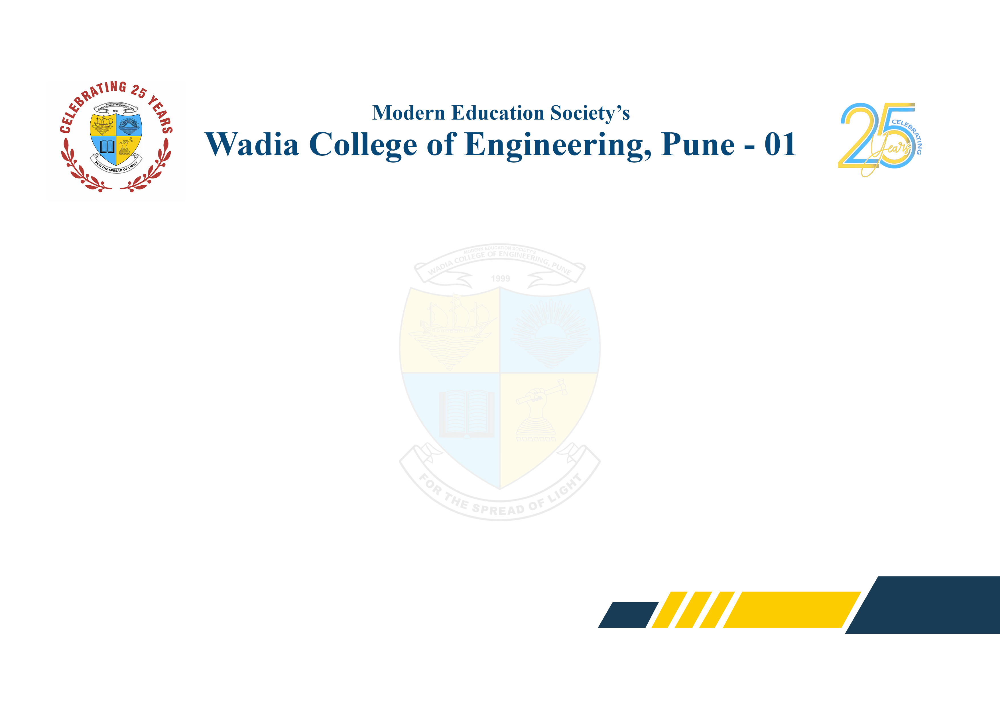 CELEBRATING 25 YEARS
MODERN EDUCATION SOCIETY'S
WADIA COLLEGE OF ENGINEERING, PUNE
1999
FOR THE SPREAD OF LIGHT
Modern Education Society’s
Wadia College of Engineering, Pune - 01
25
CELEBRATING
Years
MODERN EDUCATION SOCIETY'S
WADIA COLLEGE OF ENGINEERING, PUNE
1999
FOR THE SPREAD OF LIGHT